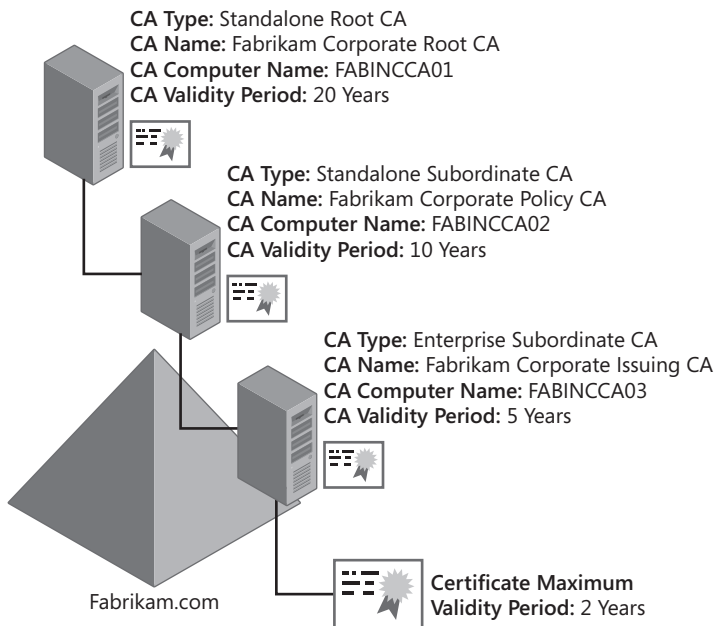 CA Type: Standalone Root CA
CA Name: Fabrikam Corporate Root CA
CA Computer Name: FABINCCA01
CA Validity Period: 20 Years
CA Type: Standalone Subordinate CA
CA Name: Fabrikam Corporate Policy CA
CA Computer Name: FABINCCA02
CA Validity Period: 10 Years
CA Type: Enterprise Subordinate CA
CA Name: Fabrikam Corporate Issuing CA
CA Computer Name: FABINCCA03
CA Validity Period: 5 Years
Fabrikam.com
Certificate Maximum
Validity Period: 2 Years